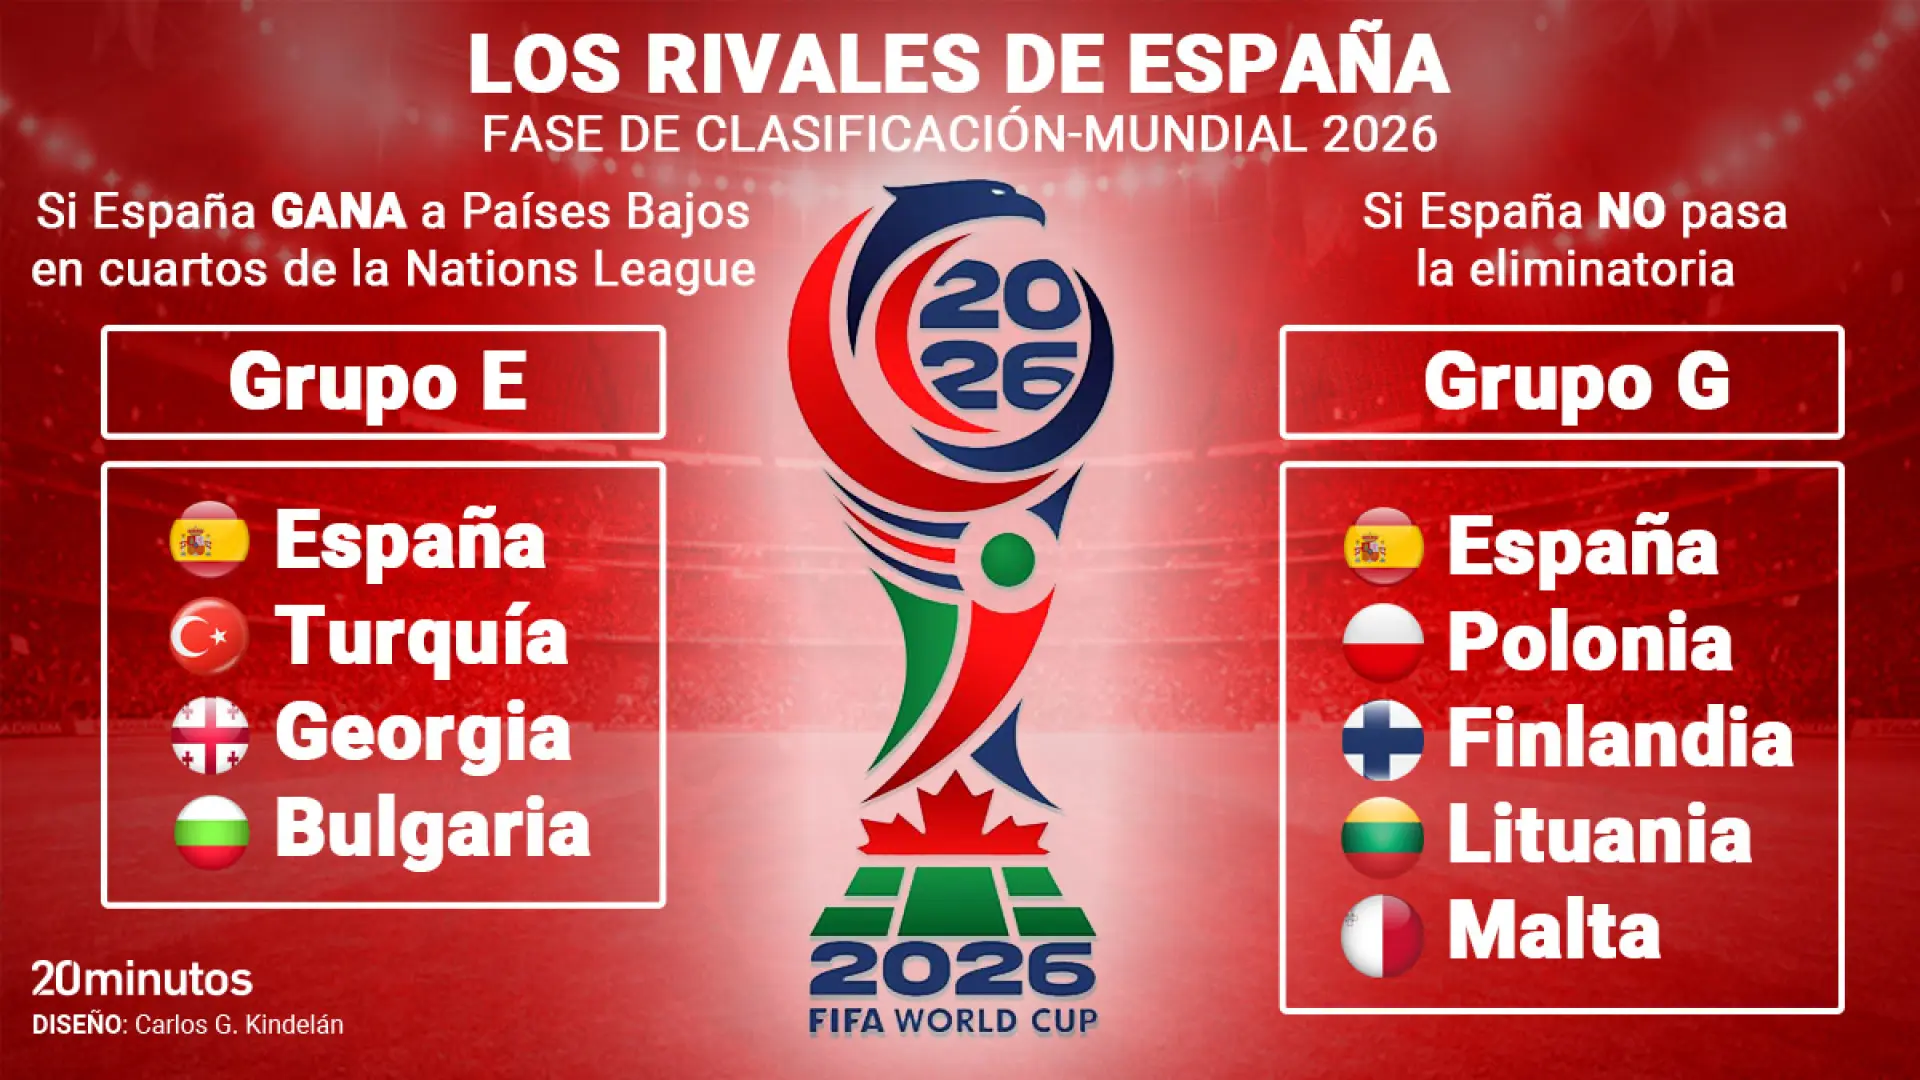 LOS RIVALES DE ESPAÑA
FASE DE CLASIFICACIÓN-MUNDIAL 2026
Si España GANA a Países Bajos
en cuartos de la Nations League
Grupo E
España
Turquía
Georgia
Bulgaria
20
26
2026
FIFA WORLD CUP
Si España NO pasa
la eliminatoria
Grupo G
España
Polonia
Finlandia
Lituania
Malta
20minutos
DISEÑO: Carlos G. Kindelán